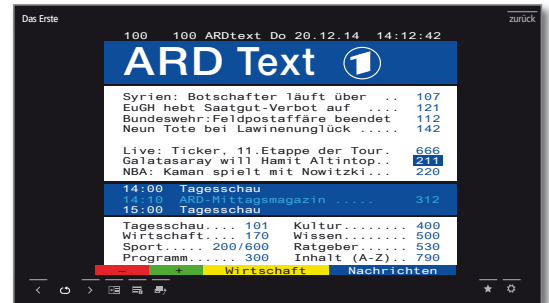 Das Erste zurück
100 100 ARDtext Do 20.12.14 14:12:42
ARD Text 1
Syrien: Botschafter läuft über .. 107
EuGH hebt Saatgut-Verbot auf .... 121
Bundeswehr:Feldpostaffäre beendet 112
Neun Tote bei Lawinenunglück ..... 142
Live: Ticker, 11.Etappe der Tour. 666
Galatasaray will Hamit Altintop.. 211
NBA: Kaman spielt mit Nowitzki... 220
14:00 Tagesschau
14:10 ARD-Mittagsmagazin ..... 312
15:00 Tagesschau
Tagesschau.... 101 Kultur........ 400
Wirtschaft.... 170 Wissen........ 500
Sport..... 200/600 Ratgeber...... 530
Programm...... 300 Inhalt (A-Z).. 790
- + Wirtschaft Nachrichten